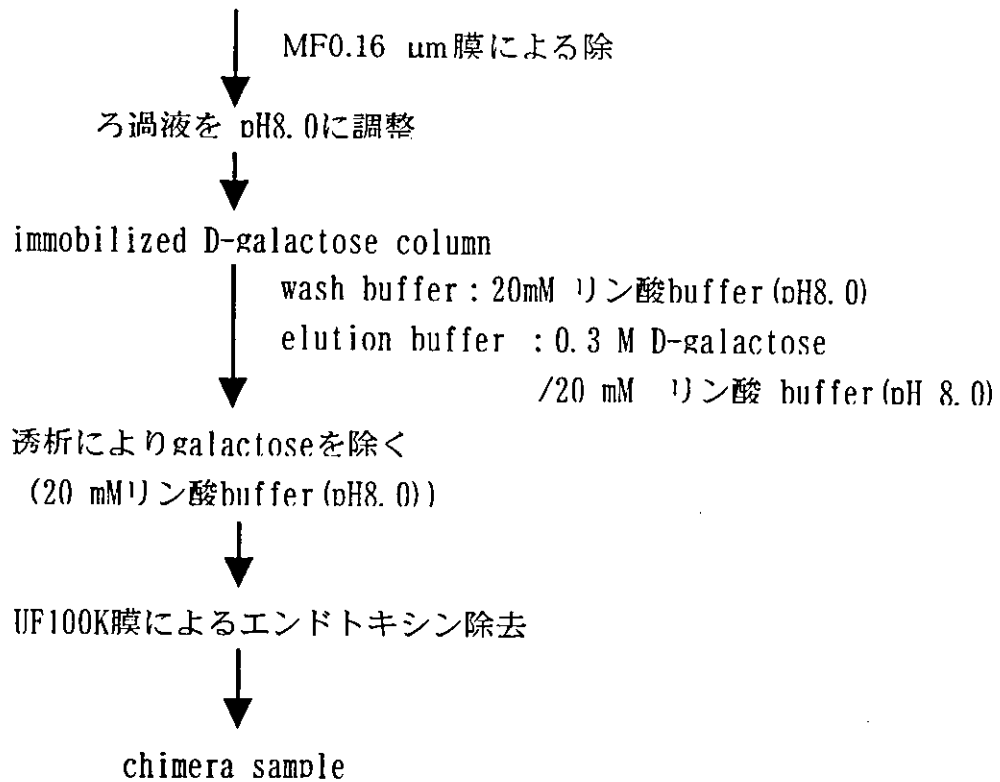 MF0.16 μm膜による除
ろ過液を pH8.0に調整
immobilized D-galactose column
wash buffer：20mM リン酸buffer(pH8.0)
elution buffer ：0.3 M D-galactose
/20 mM リン酸 buffer(pH 8.0)
透析によりgalactoseを除く
(20 mMリン酸buffer(pH8.0))
UF100K膜によるエンドトキシン除去
chimera sample